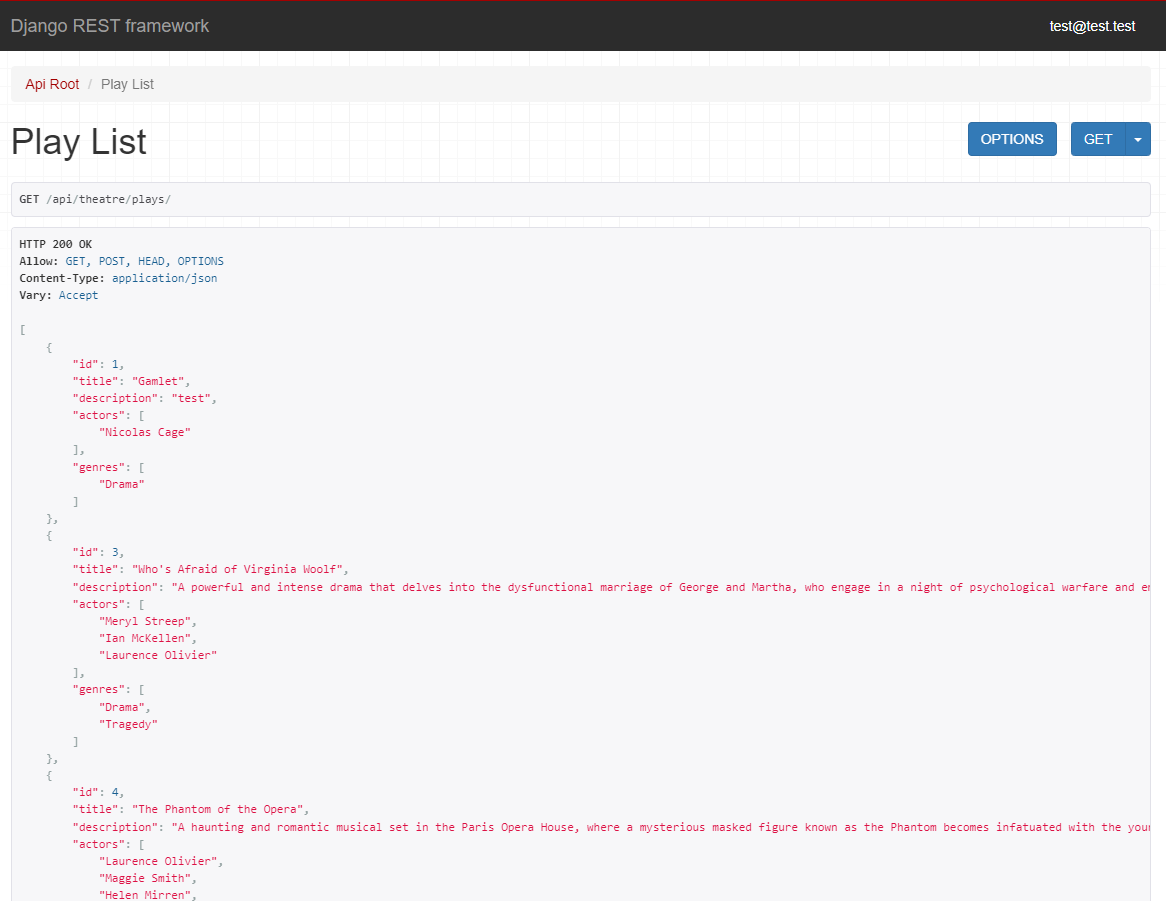 Django REST framework
test@test.test
Api Root / Play List
Play List
OPTIONS
GET
GET /api/theatre/plays/
HTTP 200 OK
Allow: GET, POST, HEAD, OPTIONS
Content-Type: application/json
Vary: Accept
[
    {
        "id": 1,
        "title": "Gamlet",
        "description": "test",
        "actors": [
            "Nicolas Cage"
        ],
        "genres": [
            "Drama"
        ]
    },
    {
        "id": 3,
        "title": "Who's Afraid of Virginia Woolf",
        "description": "A powerful and intense drama that delves into the dysfunctional marriage of George and Martha, who engage in a night of psychological warfare and
        "actors": [
            "Meryl Streep",
            "Ian McKellen",
            "Laurence Olivier"
        ],
        "genres": [
            "Drama",
            "Tragedy"
        ]
    },
    {
        "id": 4,
        "title": "The Phantom of the Opera",
        "description": "A haunting and romantic musical set in the Paris Opera House, where a mysterious masked figure known as the Phantom becomes infatuated with the
        "actors": [
            "Laurence Olivier",
            "Maggie Smith",
            "Helen Mirren",